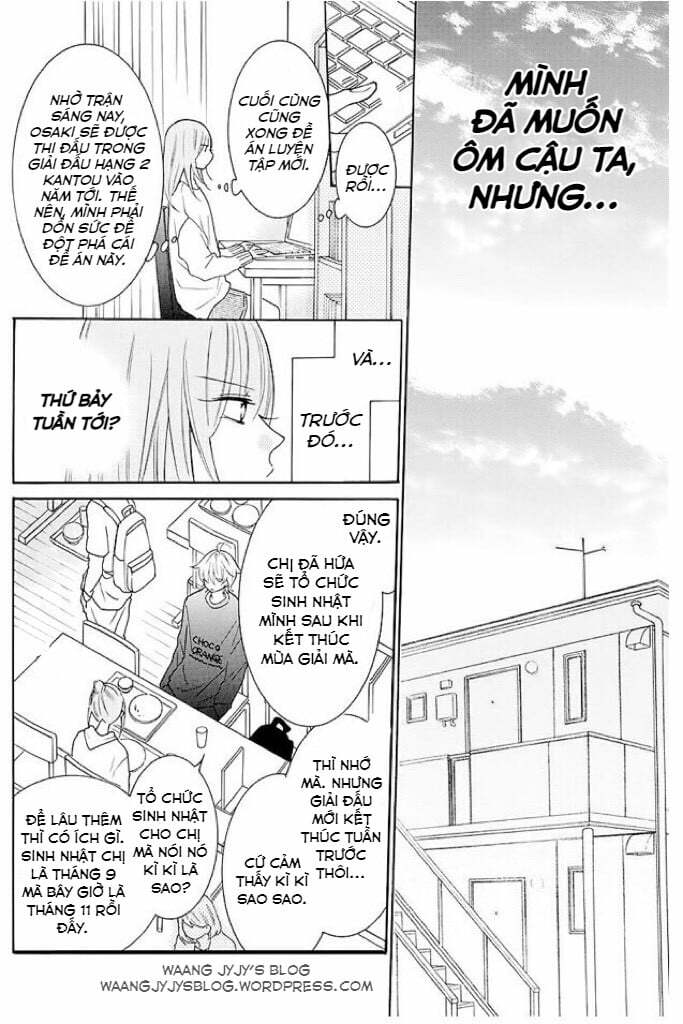 MÌNH
ĐÃ MUỐN
ÔM CẬU TA,
NHƯNG...
ĐƯỢC
RỒI...
CUỐI CÙNG
CŨNG
XONG ĐỀ
ÁN LUYỆN
TẬP MỚI.
NHỜ TRẬN
SÁNG NAY,
OSAKI SẼ ĐƯỢC
THI ĐẤU TRONG
GIẢI ĐẤU HẠNG 2
KANTOU VÀO
NĂM TỚI. THẾ
NÊN, MÌNH PHẢI
DỒN SỨC ĐỂ
ĐỘT PHÁ CÁI
ĐỀ ÁN NÀY.
VÀ...
TRƯỚC
ĐÓ...
THỨ BẢY
TUẦN TỚI?
ĐÚNG
VẬY.
CHỊ ĐÃ HỨA
SẼ TỔ CHỨC
SINH NHẬT
MÌNH SAU KHI
KẾT THÚC
MÙA GIẢI MÀ.
CHOCO
ORANGE
THÌ NHỚ
MÀ. NHƯNG
GIẢI ĐẤU
MỚI KẾT
THÚC TUẦN
TRƯỚC
THÔI...
CỨ CẢM
THẤY KÌ KÌ
SAO SAO.
TỔ CHỨC
SINH NHẬT
CHO CHỊ
MÀ NÓI NÓ
KÌ KÌ LÀ
SAO?
ĐỂ LÂU THÊM
THÌ CÓ ÍCH GÌ.
SINH NHẬT CHỊ
LÀ THÁNG 9
MÀ BÂY GIỜ LÀ
THÁNG 11 RỒI
ĐẤY.
WAANG JYJY'S BLOG
WAANGJYJYSBLOG.WORDPRESS.COM